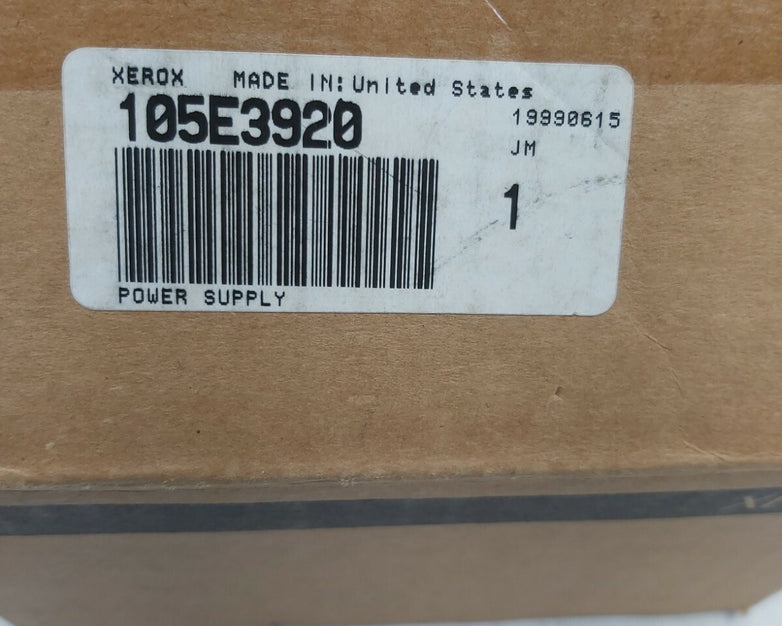 XEROX MADE IN: United States
105E3920
19990615
JM
1
POWER SUPPLY